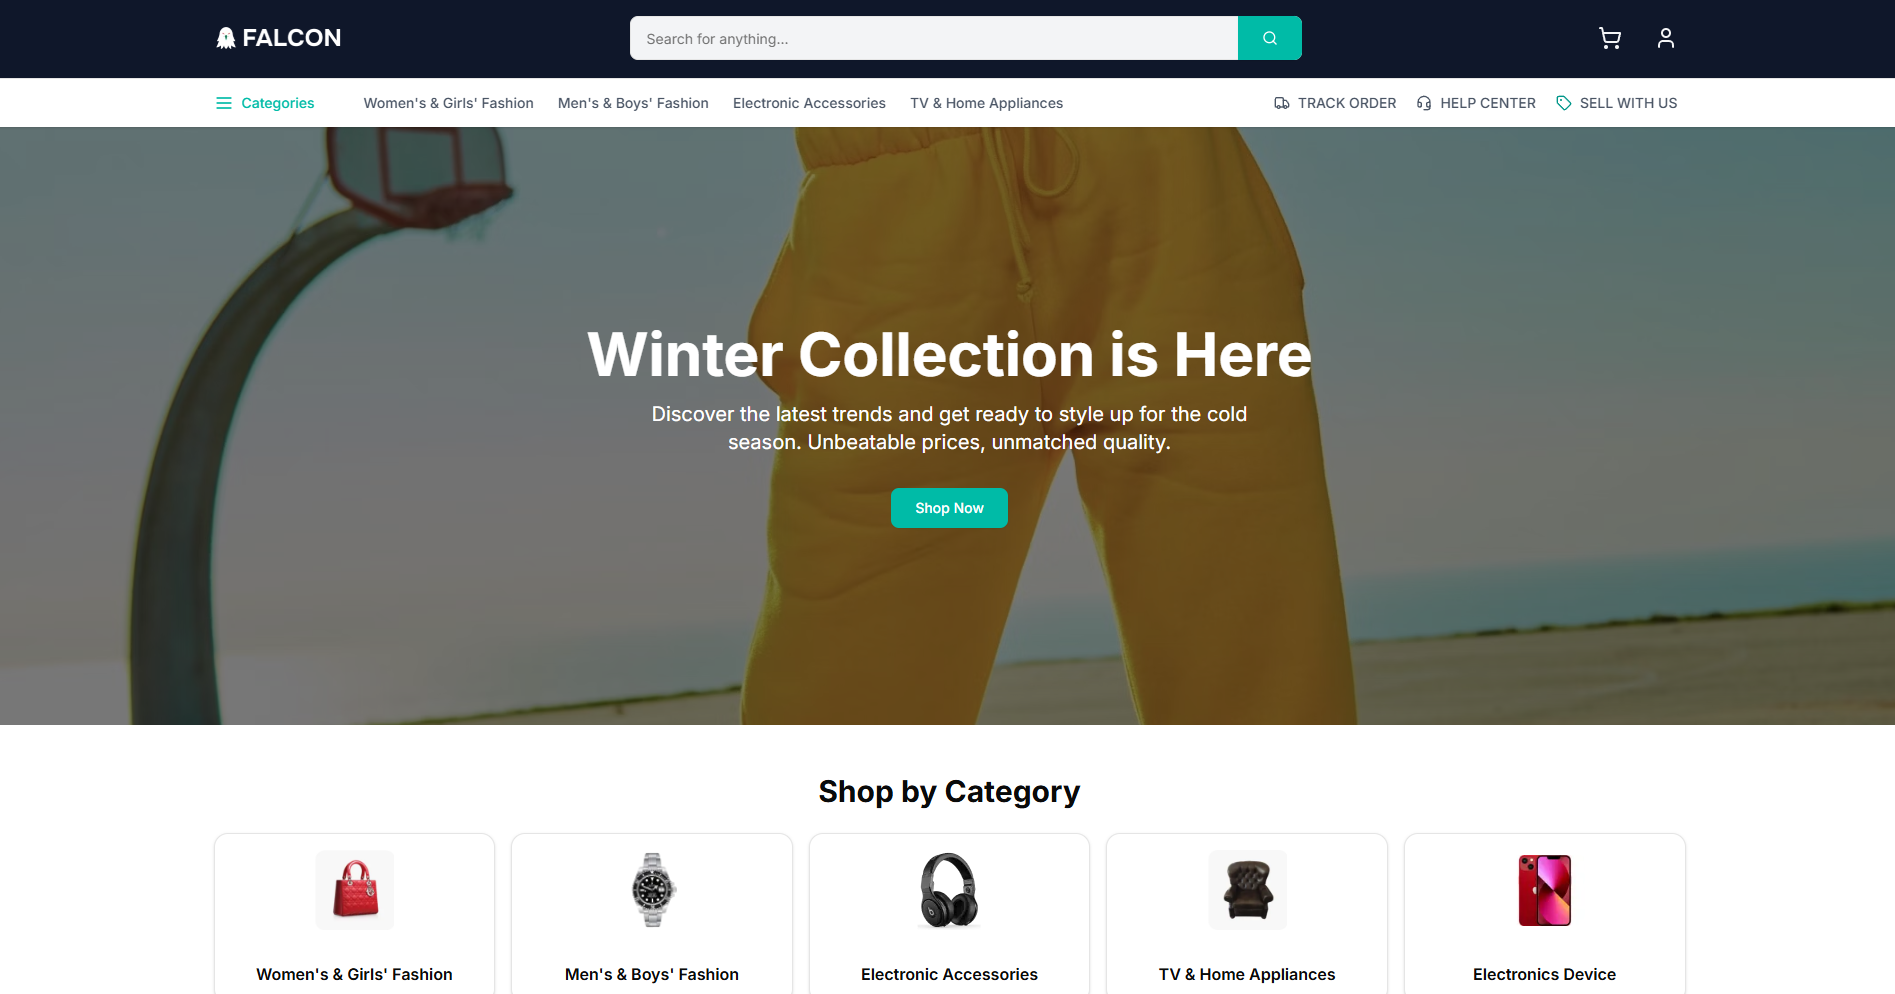 FALCON
Search for anything...
Categories
Women's & Girls' Fashion
Men's & Boys' Fashion
Electronic Accessories
TV & Home Appliances
TRACK ORDER
HELP CENTER
SELL WITH US
Winter Collection is Here
Discover the latest trends and get ready to style up for the cold
season. Unbeatable prices, unmatched quality.
Shop Now
Shop by Category
Women's & Girls' Fashion
Men's & Boys' Fashion
Electronic Accessories
TV & Home Appliances
Electronics Device